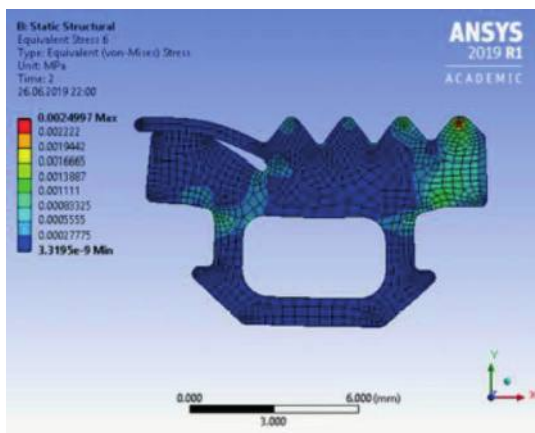 B: Static Structural
Equivalent Stress 6
Type: Equivalent (von-Mises) Stress
Unit: MPa
Time: 2
26.06.2019 22:00
ANSYS
2019 R1
ACADEMIC
0.0024997 Max
0.002222
0.0019442
0.0016665
0.0013887
0.001111
0.00083325
0.0005555
0.00027775
3.3195e-9 Min
Y
X
0.000 6.000 (mm)
3.000